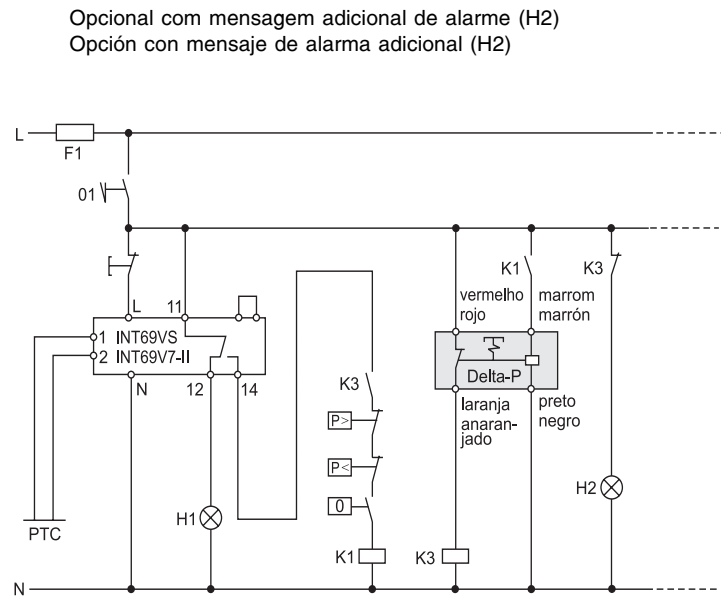 Opcional com mensagem adicional de alarme (H2)
Opción con mensaje de alarma adicional (H2)
L
F1
01
K1
K3
L
11
vermelho
rojo
marrom
marrón
1 INT69VS
2 INT69V7-II
Delta-P
N
12
14
K3
laranja
anaran-
jado
preto
negro
P>
P<
0
H1
H2
PTC
K1
K3
N